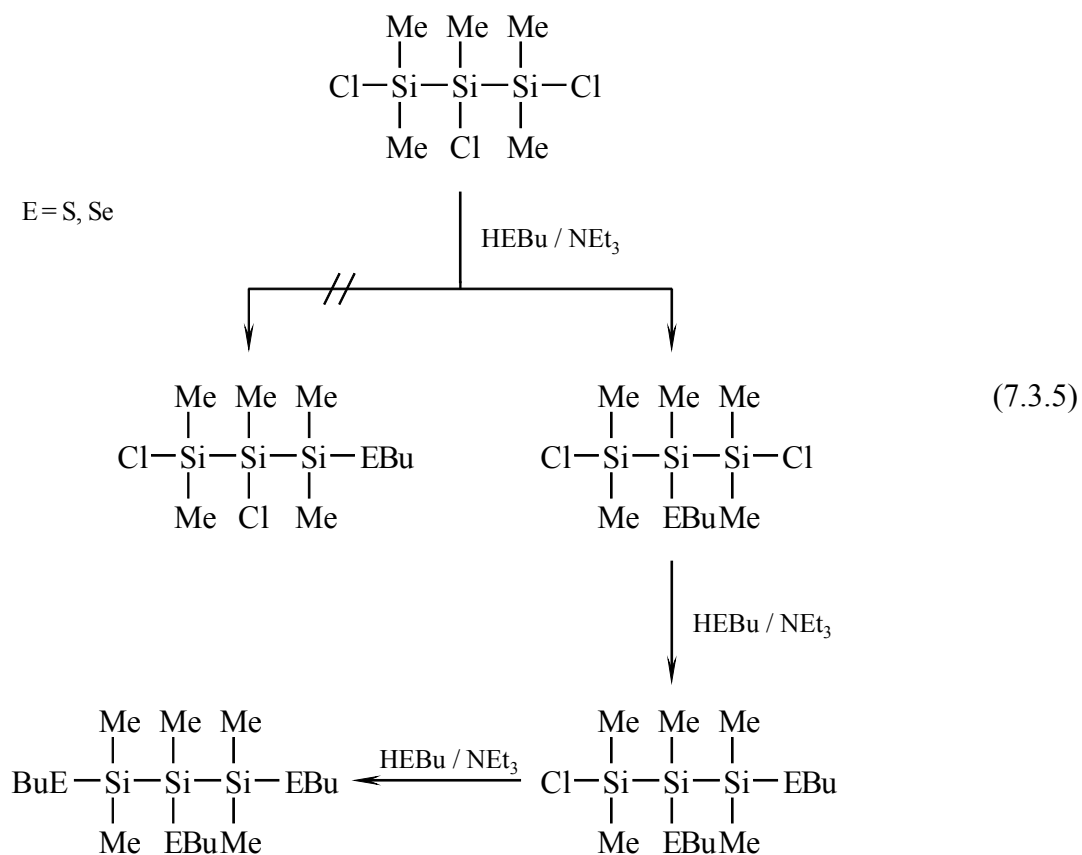 Me Me Me
Cl Si Si Si Cl
Me Cl Me
E = S, Se
HEBu / NEt₃
Me Me Me Me Me Me
(7.3.5)
Cl Si Si Si EBu Cl Si Si Si Cl
Me Cl Me Me EBu Me
HEBu / NEt₃
Me Me Me Me Me Me
BuE Si Si Si EBu HEBu / NEt₃ Cl Si Si Si EBu
Me EBu Me Me EBu Me